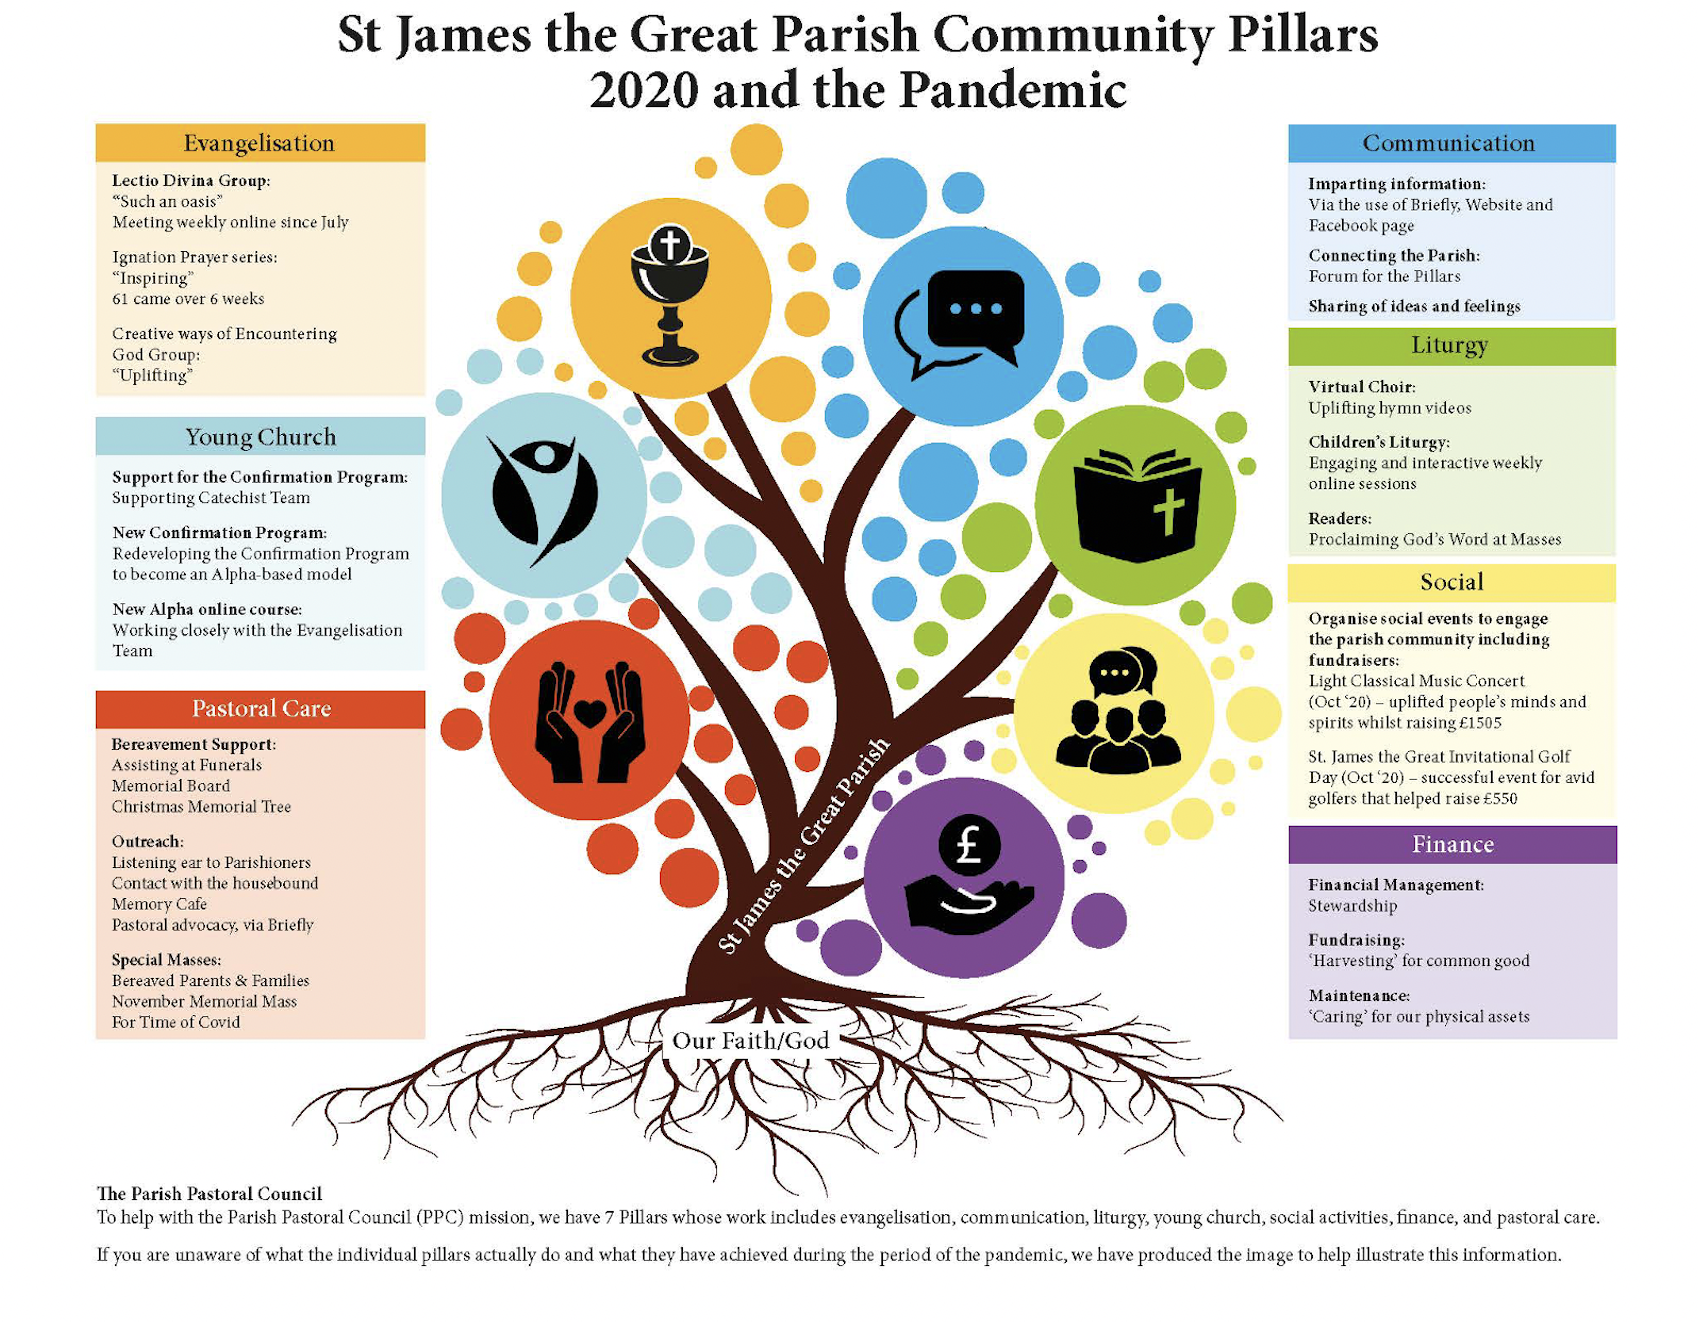 St James the Great Parish Community Pillars
2020 and the Pandemic
Evangelisation
Lectio Divina Group:
“Such an oasis”
Meeting weekly online since July
Ignation Prayer series:
“Inspiring”
61 came over 6 weeks
Creative ways of Encountering
God Group:
“Uplifting”
Young Church
Support for the Confirmation Program:
Supporting Catechist Team
New Confirmation Program:
Redeveloping the Confirmation Program
to become an Alpha-based model
New Alpha online course:
Working closely with the Evangelisation
Team
Pastoral Care
Bereavement Support:
Assisting at Funerals
Memorial Board
Christmas Memorial Tree
Outreach:
Listening ear to Parishioners
Contact with the housebound
Memory Cafe
Pastoral advocacy, via Briefly
Special Masses:
Bereaved Parents & Families
November Memorial Mass
For Time of Covid
£
St James the Great Parish
Our Faith/God
Communication
Imparting information:
Via the use of Briefly, Website and
Facebook page
Connecting the Parish:
Forum for the Pillars
Sharing of ideas and feelings
Liturgy
Virtual Choir:
Uplifting hymn videos
Children’s Liturgy:
Engaging and interactive weekly
online sessions
Readers:
Proclaiming God’s Word at Masses
Social
Organise social events to engage
the parish community including
fundraisers:
Light Classical Music Concert
(Oct ‘20) – uplifted people’s minds and
spirits whilst raising £1505
St. James the Great Invitational Golf
Day (Oct ‘20) – successful event for avid
golfers that helped raise £550
Finance
Financial Management:
Stewardship
Fundraising:
‘Harvesting’ for common good
Maintenance:
‘Caring’ for our physical assets
The Parish Pastoral Council
To help with the Parish Pastoral Council (PPC) mission, we have 7 Pillars whose work includes evangelisation, communication, liturgy, young church, social activities, finance, and pastoral care.
If you are unaware of what the individual pillars actually do and what they have achieved during the period of the pandemic, we have produced the image to help illustrate this information.